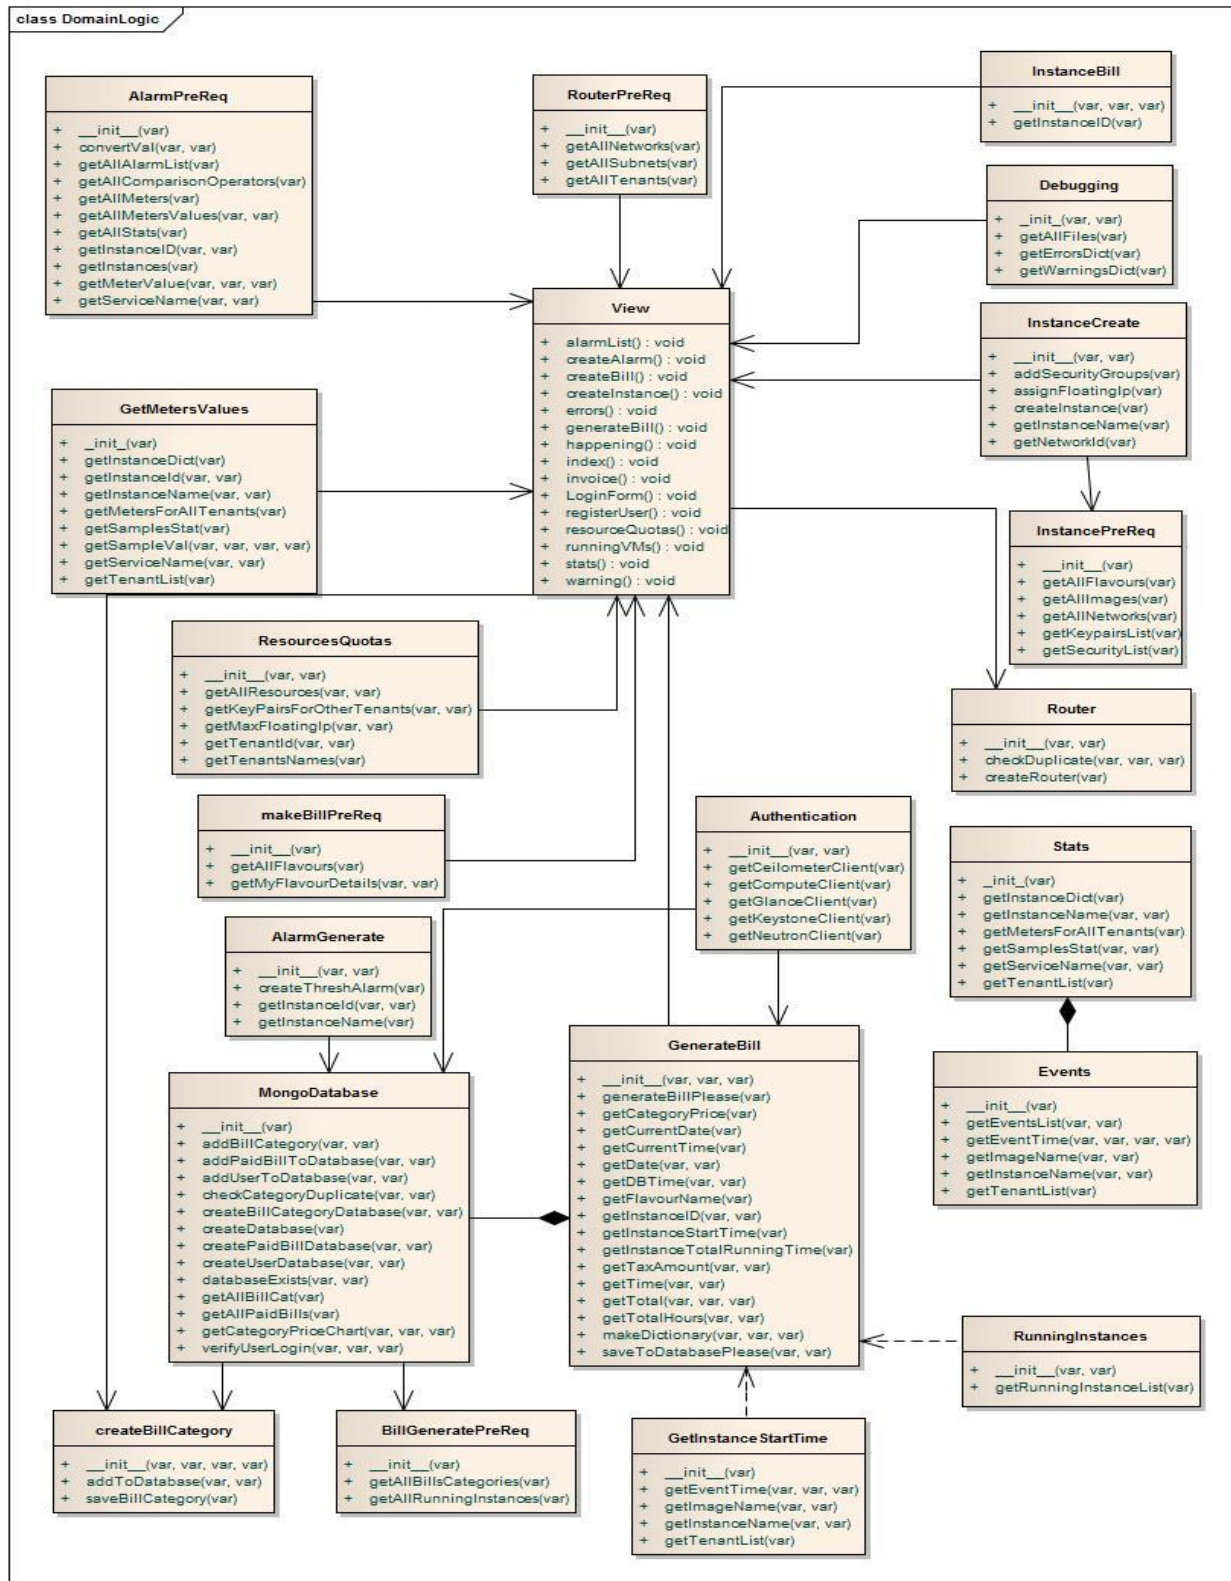 class DomainLogic
AlarmPreReq
+ __init__(var)
+ convertVal(var, var)
+ getAllAlarmList(var)
+ getAllComparisonOperators(var)
+ getAllMeters(var)
+ getAllMetersValues(var, var)
+ getAllStats(var)
+ getInstanceID(var, var)
+ getInstances(var)
+ getMeterValue(var, var, var)
+ getServiceName(var, var)
RouterPreReq
+ __init__(var)
+ getAllNetworks(var)
+ getAllSubnets(var)
+ getAllTenants(var)
InstanceBill
+ __init__(var, var, var)
+ getInstanceID(var)
Debugging
+ _init_(var, var)
+ getAllFiles(var)
+ getErrorsDict(var)
+ getWarningsDict(var)
View
+ alarmList() : void
+ createAlarm() : void
+ createBill() : void
+ createInstance() : void
+ errors() : void
+ generateBill() : void
+ happening() : void
+ index() : void
+ invoice() : void
+ LoginForm() : void
+ registerUser() : void
+ resourceQuotas() : void
+ runningVMs() : void
+ stats() : void
+ warning() : void
InstanceCreate
+ __init__(var, var)
+ addSecurityGroups(var)
+ assignFloatingIp(var)
+ createInstance(var)
+ getInstanceName(var)
+ getNetworkId(var)
GetMetersValues
+ _init_(var)
+ getInstanceDict(var)
+ getInstanceId(var, var)
+ getInstanceName(var, var)
+ getMetersForAllTenants(var)
+ getSamplesStat(var)
+ getSampleVal(var, var, var, var)
+ getServiceName(var, var)
+ getTenantList(var)
InstancePreReq
+ __init__(var)
+ getAllFlavours(var)
+ getAllImages(var)
+ getAllNetworks(var)
+ getKeypairsList(var)
+ getSecurityList(var)
ResourcesQuotas
+ __init__(var, var)
+ getAllResources(var, var)
+ getKeyPairsForOtherTenants(var, var)
+ getMaxFloatingIp(var, var)
+ getTenantId(var, var)
+ getTenantsNames(var)
Router
+ __init__(var, var)
+ checkDuplicate(var, var, var)
+ createRouter(var)
makeBillPreReq
+ __init__(var)
+ getAllFlavours(var)
+ getMyFlavourDetails(var, var)
Authentication
+ __init__(var, var)
+ getCeilometerClient(var)
+ getComputeClient(var)
+ getGlanceClient(var)
+ getKeystoneClient(var)
+ getNeutronClient(var)
Stats
+ _init_(var)
+ getInstanceDict(var)
+ getInstanceName(var, var)
+ getMetersForAllTenants(var)
+ getSamplesStat(var, var)
+ getServiceName(var, var)
+ getTenantList(var)
AlarmGenerate
+ __init__(var, var)
+ createThreshAlarm(var)
+ getInstanceId(var, var)
+ getInstanceName(var)
GenerateBill
+ __init__(var, var, var)
+ generateBillPlease(var)
+ getCategoryPrice(var)
+ getCurrentDate(var)
+ getCurrentTime(var)
+ getDate(var, var)
+ getDBTime(var, var)
+ getFlavourName(var)
+ getInstanceID(var, var)
+ getInstanceStartTime(var)
+ getInstanceTotalRunningTime(var)
+ getTaxAmount(var, var)
+ getTime(var, var)
+ getTotal(var, var, var)
+ getTotalHours(var, var)
+ makeDictionary(var, var, var)
+ saveToDatabasePlease(var, var)
Events
+ __init__(var)
+ getEventsList(var, var)
+ getEventTime(var, var, var, var)
+ getImageName(var, var)
+ getInstanceName(var, var)
+ getTenantList(var)
MongoDatabase
+ __init__(var)
+ addBillCategory(var, var)
+ addPaidBillToDatabase(var, var)
+ addUserToDatabase(var, var)
+ checkCategoryDuplicate(var, var)
+ createBillCategoryDatabase(var, var)
+ createDatabase(var)
+ createPaidBillDatabase(var, var)
+ createUserDatabase(var, var)
+ databaseExists(var, var)
+ getAllBillCat(var)
+ getAllPaidBills(var)
+ getCategoryPriceChart(var, var, var)
+ verifyUserLogin(var, var, var)
RunningInstances
+ __init__(var, var)
+ getRunningInstanceList(var)
createBillCategory
+ __init__(var, var, var, var)
+ addToDatabase(var, var)
+ saveBillCategory(var)
BillGeneratePreReq
+ __init__(var)
+ getAllBillsCategories(var)
+ getAllRunningInstances(var)
GetInstanceStartTime
+ __init__(var)
+ getEventTime(var, var, var)
+ getImageName(var, var)
+ getInstanceName(var, var)
+ getTenantList(var)